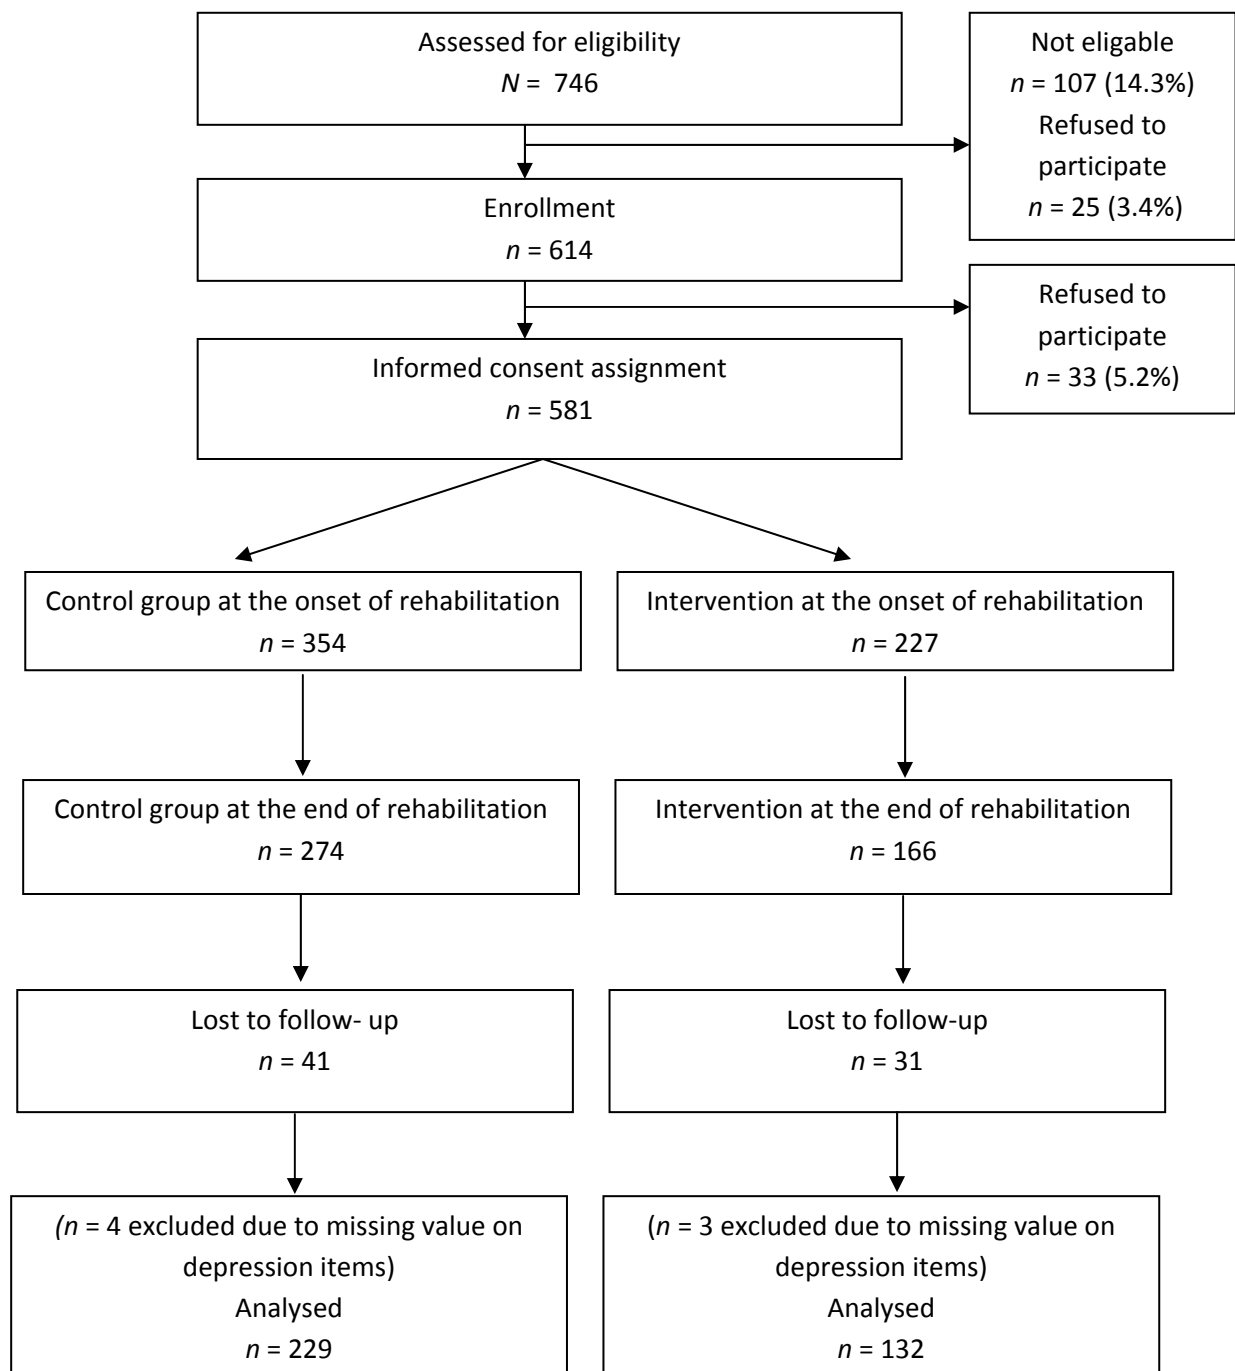 Assessed for eligibility
N = 746
Not eligable
n = 107 (14.3%)
Refused to
participate
n = 25 (3.4%)
Enrollment
n = 614
Refused to
participate
n = 33 (5.2%)
Informed consent assignment
n = 581
Control group at the onset of rehabilitation
n = 354
Intervention at the onset of rehabilitation
n = 227
Control group at the end of rehabilitation
n = 274
Intervention at the end of rehabilitation
n = 166
Lost to follow- up
n = 41
Lost to follow-up
n = 31
(n = 4 excluded due to missing value on
depression items)
Analysed
n = 229
(n = 3 excluded due to missing value on
depression items)
Analysed
n = 132